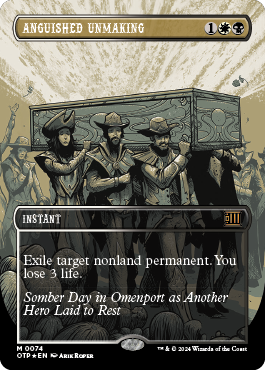 ANGUISHED UNMAKING 1
INSTANT
Exile target nonland permanent. You
lose 3 life.
Somber Day in Omenport as Another
Hero Laid to Rest
M 0074
OTP★EN Arik Roper
™ & © 2024 Wizards of the Coast